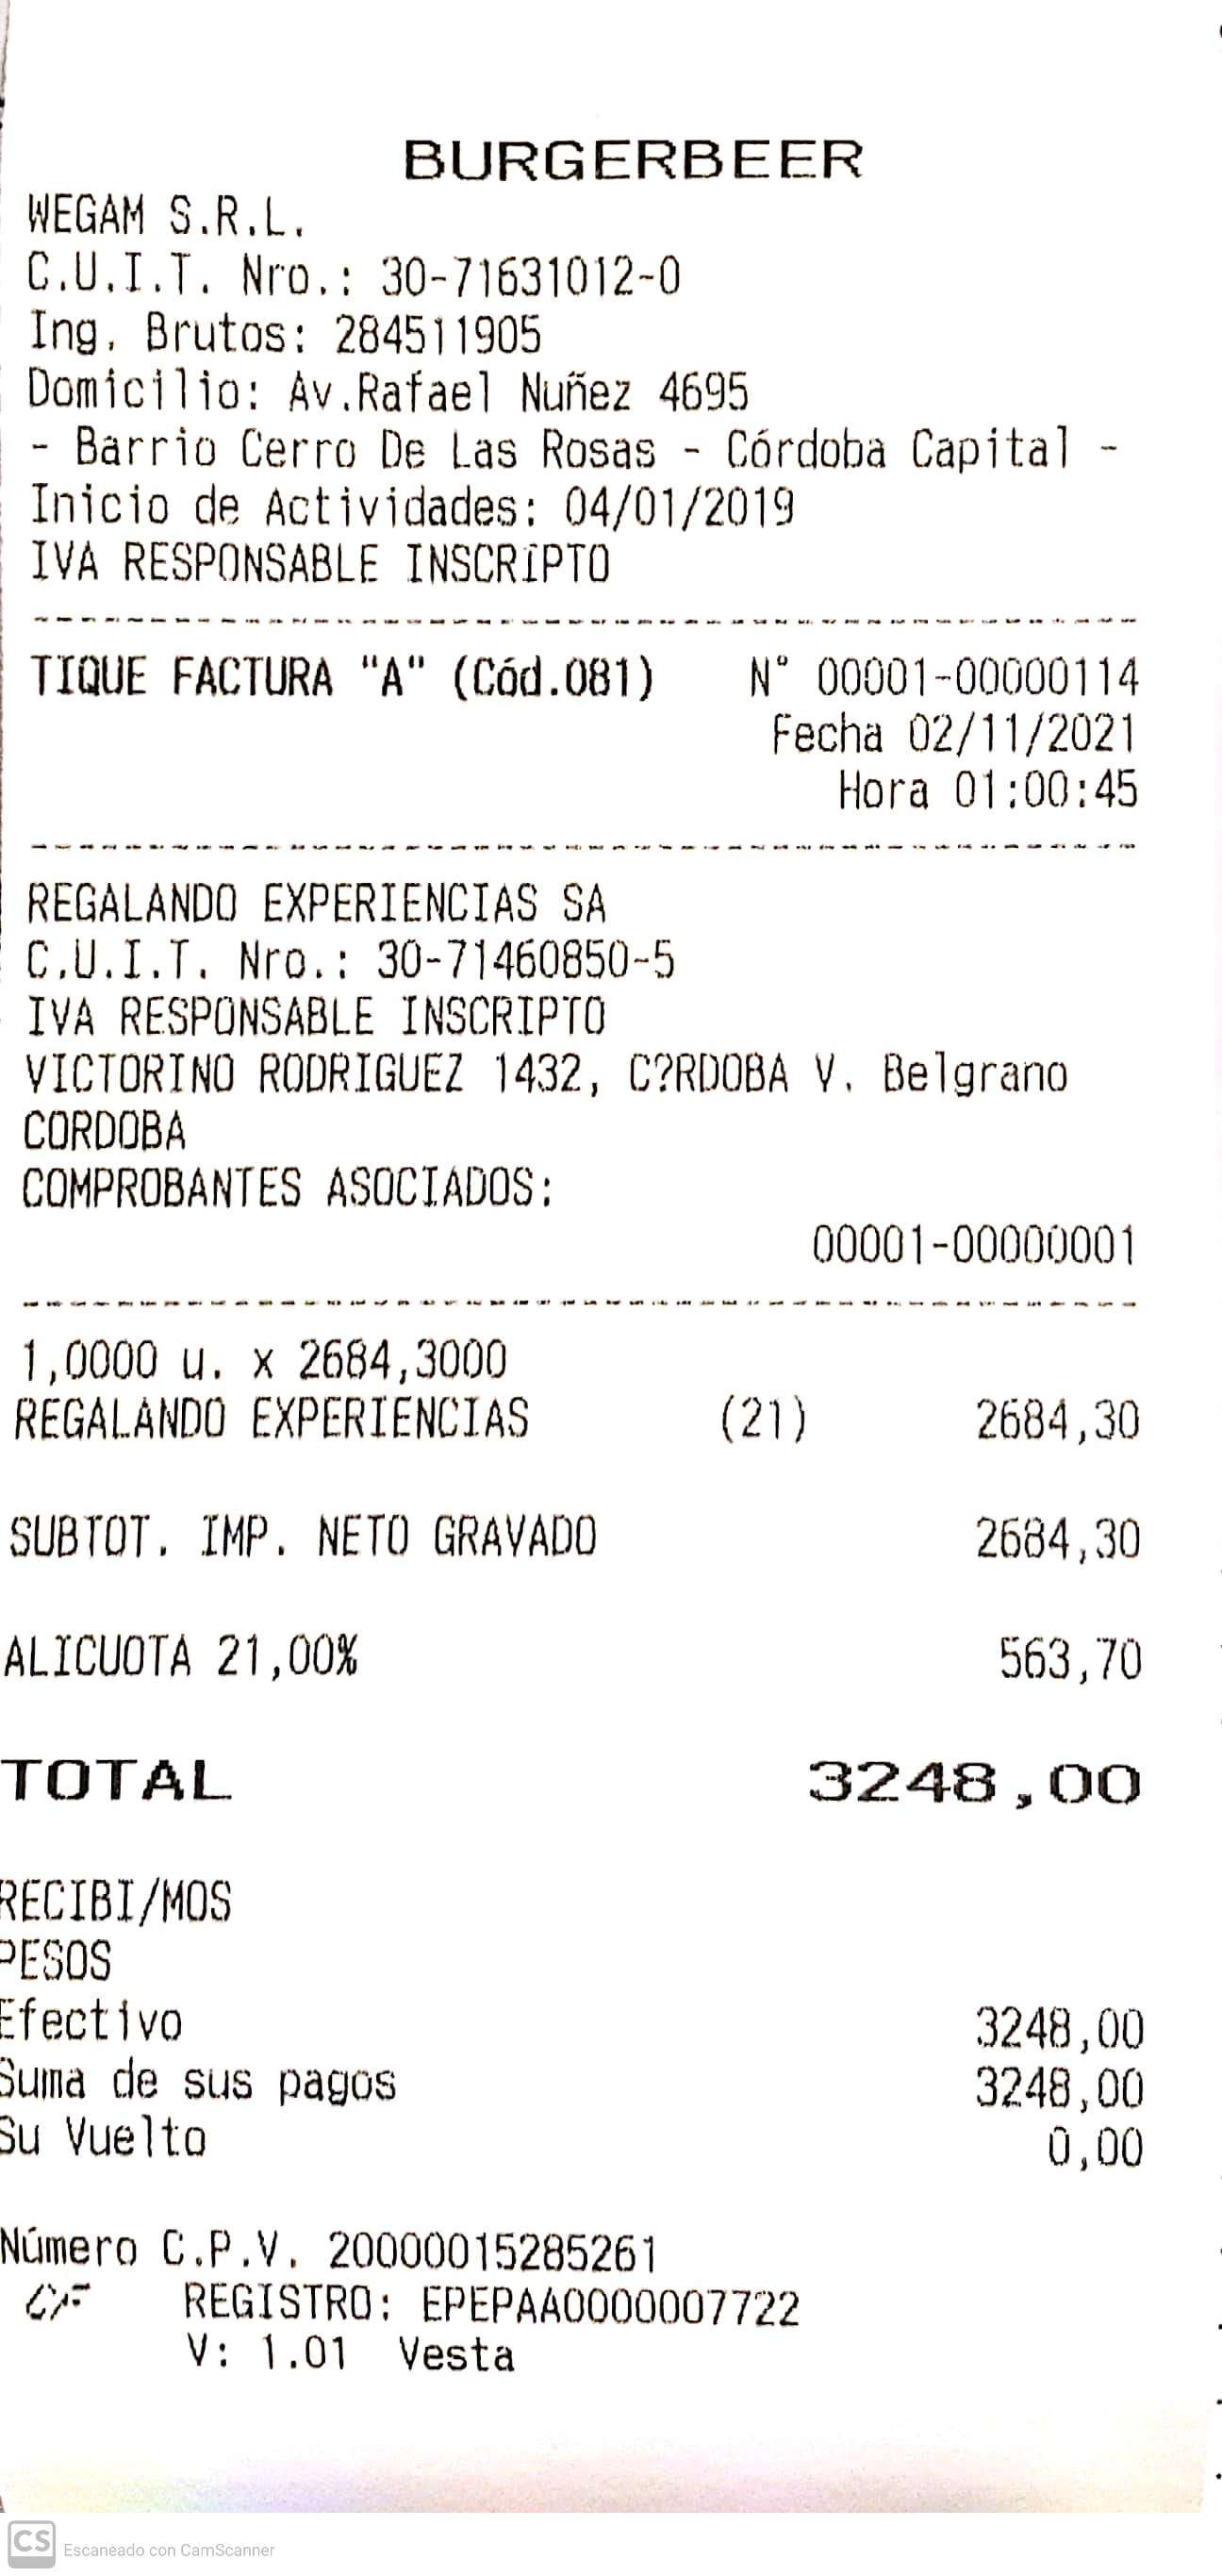 BURGERBEER
WEGAM S.R.L.
C.U.I.T. Nro.: 30-71631012-0
Ing. Brutos: 284511905
Domicilio: Av.Rafael Nuñez 4695
- Barrio Cerro De Las Rosas - Córdoba Capital -
Inicio de Actividades: 04/01/2019
IVA RESPONSABLE INSCRIPTO
TIQUE FACTURA "A" (Cód.081) N° 00001-00000114
Fecha 02/11/2021
Hora 01:00:45
REGALANDO EXPERIENCIAS SA
C.U.I.T. Nro.: 30-71460850-5
IVA RESPONSABLE INSCRIPTO
VICTORINO RODRIGUEZ 1432, C?RDOBA V. Belgrano
CORDOBA
COMPROBANTES ASOCIADOS:
00001-00000001
1,0000 u. x 2684,3000
REGALANDO EXPERIENCIAS (21) 2684,30
SUBTOT. IMP. NETO GRAVADO 2684,30
ALICUOTA 21,00% 563,70
TOTAL 3248,00
RECIBI/MOS
PESOS
Efectivo 3248,00
Suma de sus pagos 3248,00
Su Vuelto 0,00
Número C.P.V. 20000015285261
CF REGISTRO: EPEPAA0000007722
V: 1.01 Vesta
CS Escaneado con CamScanner